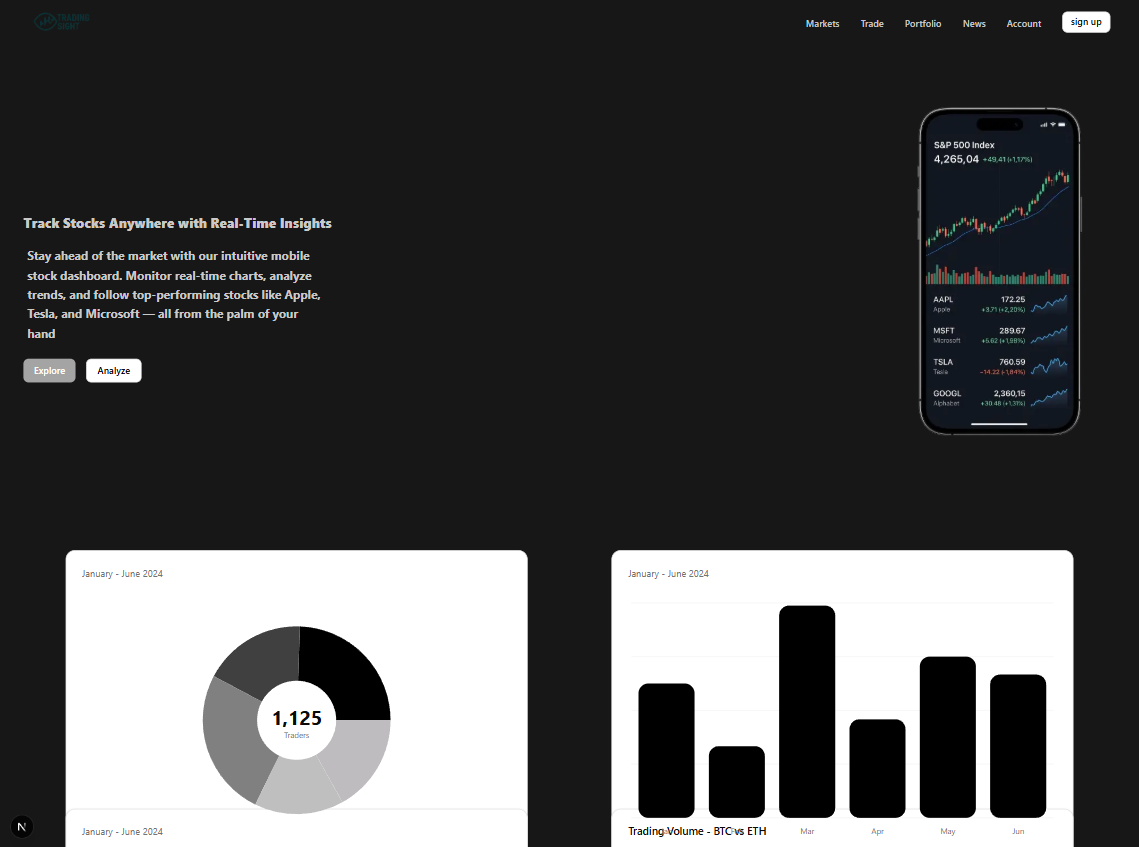 TRADING
SIGHT
Markets Trade Portfolio News Account sign up
S&P 500 Index
4,265,04 +49,41 (+1,17%)
Track Stocks Anywhere with Real-Time Insights
Stay ahead of the market with our intuitive mobile
stock dashboard. Monitor real-time charts, analyze
trends, and follow top-performing stocks like Apple,
Tesla, and Microsoft — all from the palm of your
hand
Explore Analyze
AAPL 172.25
Apple +3,71 (+2,20%)
MSFT 289.67
Microsoft
TSLA 760.59
Tesla -14.22 (-1,84%)
GOOGL 2,360,15
Alphabet +30.48 (+1,31%)
January - June 2024
1,125
Traders
January - June 2024
January - June 2024
Mar Apr May Jun
Trading Volume - BTC vs ETH
N